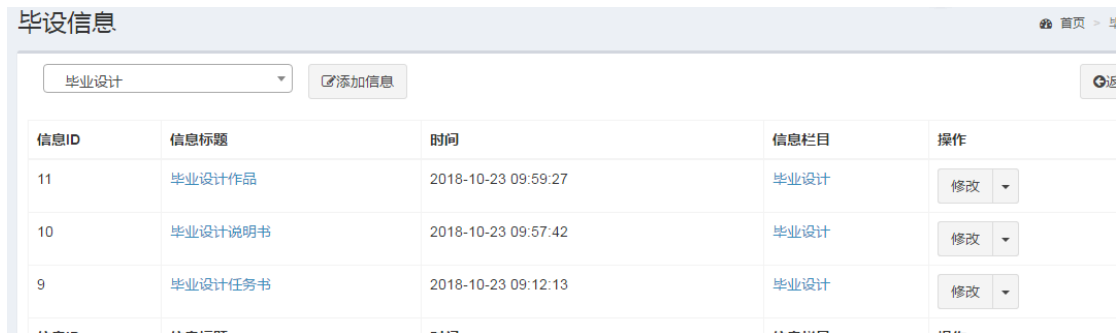 毕设信息
首页 >
毕业设计
添加信息
信息ID 信息标题 时间 信息栏目 操作
11 毕业设计作品 2018-10-23 09:59:27 毕业设计 修改
10 毕业设计说明书 2018-10-23 09:57:42 毕业设计 修改
9 毕业设计任务书 2018-10-23 09:12:13 毕业设计 修改